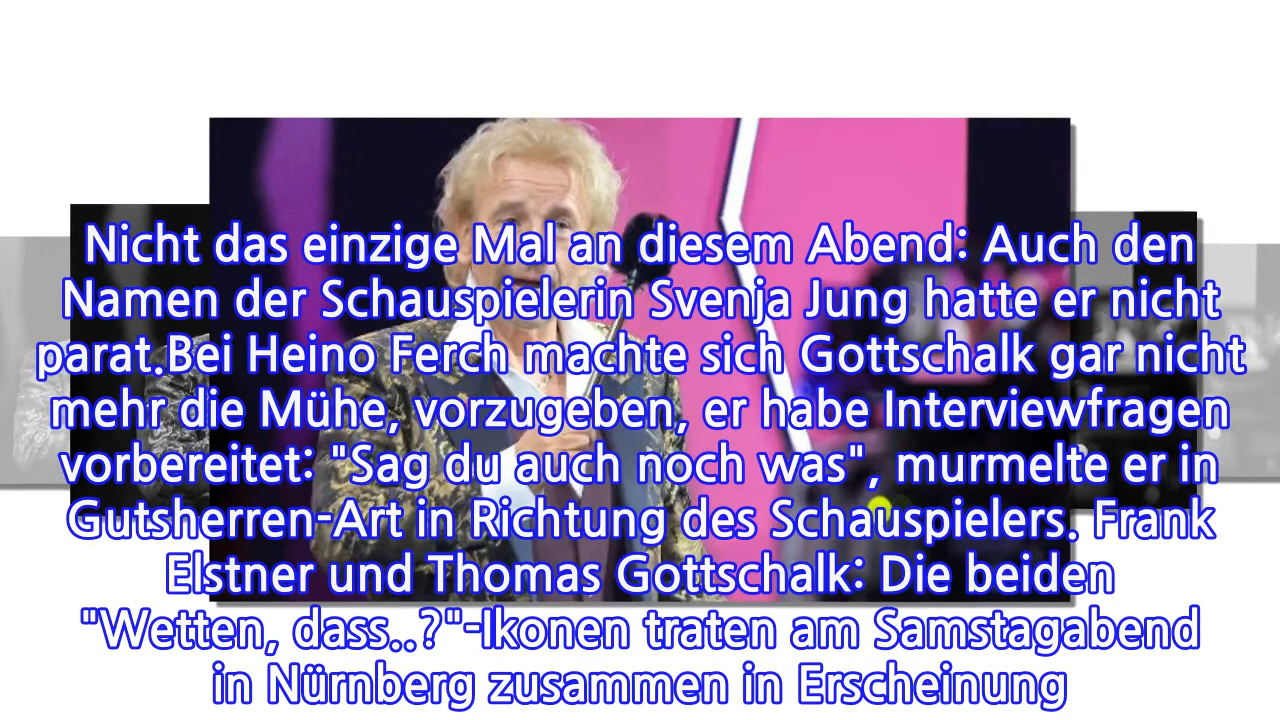 Nicht das einzige Mal an diesem Abend: Auch den
Namen der Schauspielerin Svenja Jung hatte er nicht
parat.Bei Heino Ferch machte sich Gottschalk gar nicht
mehr die Mühe, vorzugeben, er habe Interviewfragen
vorbereitet: "Sag du auch noch was", murmelte er in
Gutsherren-Art in Richtung des Schauspielers. Frank
Elstner und Thomas Gottschalk: Die beiden
"Wetten, dass..?"-Ikonen traten am Samstagabend
in Nürnberg zusammen in Erscheinung